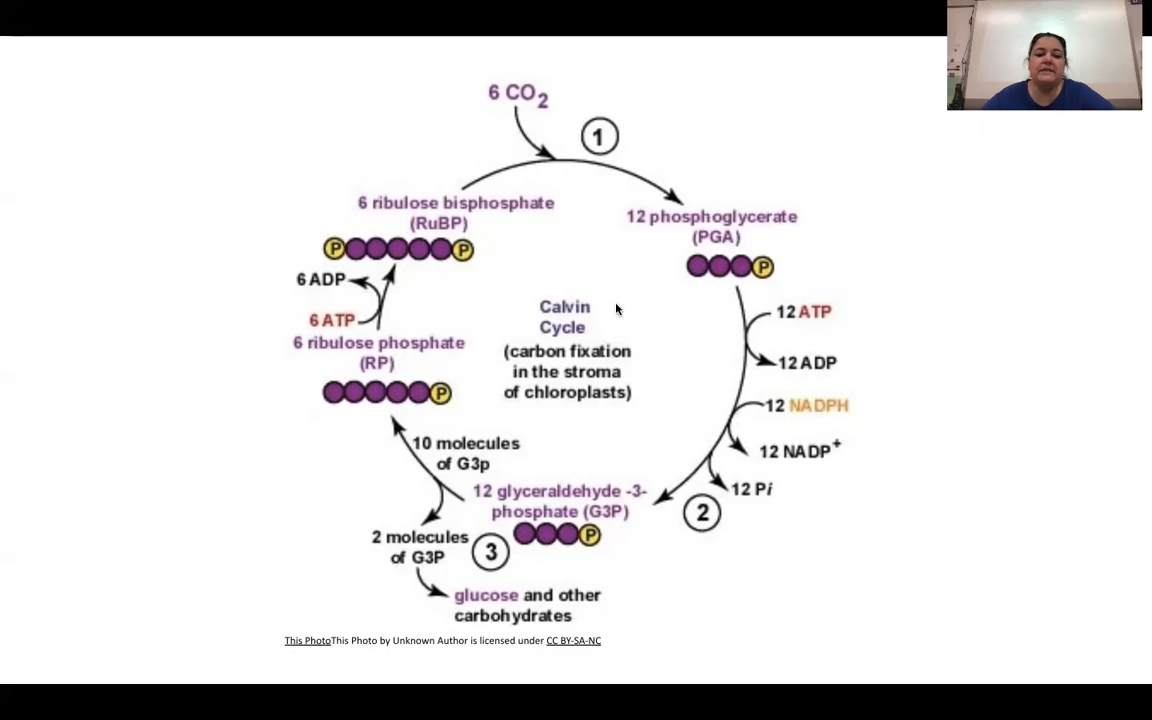 6 CO2
1
6 ribulose bisphosphate
(RuBP)
P P
12 phosphoglycerate
(PGA)
P
6 ADP
6 ATP
6 ribulose phosphate
(RP)
P
Calvin
Cycle
(carbon fixation
in the stroma
of chloroplasts)
12 ATP
12 ADP
12 NADPH
12 NADP+
12 Pi
2
10 molecules
of G3p
12 glyceraldehyde -3-
phosphate (G3P)
P
3
2 molecules
of G3P
glucose and other
carbohydrates
This PhotoThis Photo by Unknown Author is licensed under CC BY-SA-NC